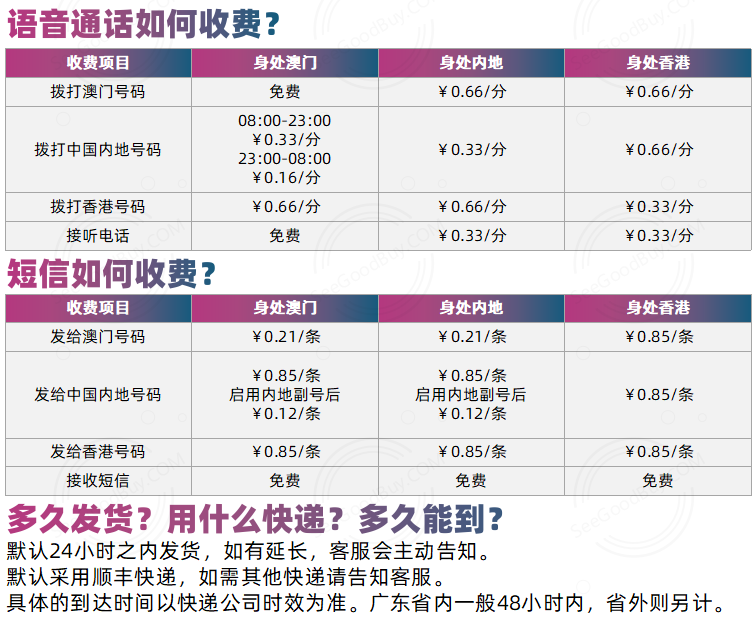 语音通话如何收费？
收费项目 身处澳门 身处内地 身处香港
拨打澳门号码 免费 ￥0.66/分 ￥0.66/分
拨打中国内地号码 08:00-23:00 ￥0.33/分 23:00-08:00 ￥0.16/分 ￥0.33/分 ￥0.66/分
拨打香港号码 ￥0.66/分 ￥0.66/分 ￥0.33/分
接听电话 免费 ￥0.33/分 ￥0.33/分
短信如何收费？
收费项目 身处澳门 身处内地 身处香港
发给澳门号码 ￥0.21/条 ￥0.21/条 ￥0.85/条
发给中国内地号码 ￥0.85/条 启用内地副号后 ￥0.12/条 ￥0.85/条 启用内地副号后 ￥0.12/条 ￥0.85/条
发给香港号码 ￥0.85/条 ￥0.85/条 ￥0.85/条
接收短信 免费 免费 免费
多久发货？用什么快递？多久能到？
默认24小时之内发货，如有延长，客服会主动告知。
默认采用顺丰快递，如需其他快递请告知客服。
具体的到达时间以快递公司时效为准。广东省内一般48小时内，省外则另计。
SeeGoodBuy.COM